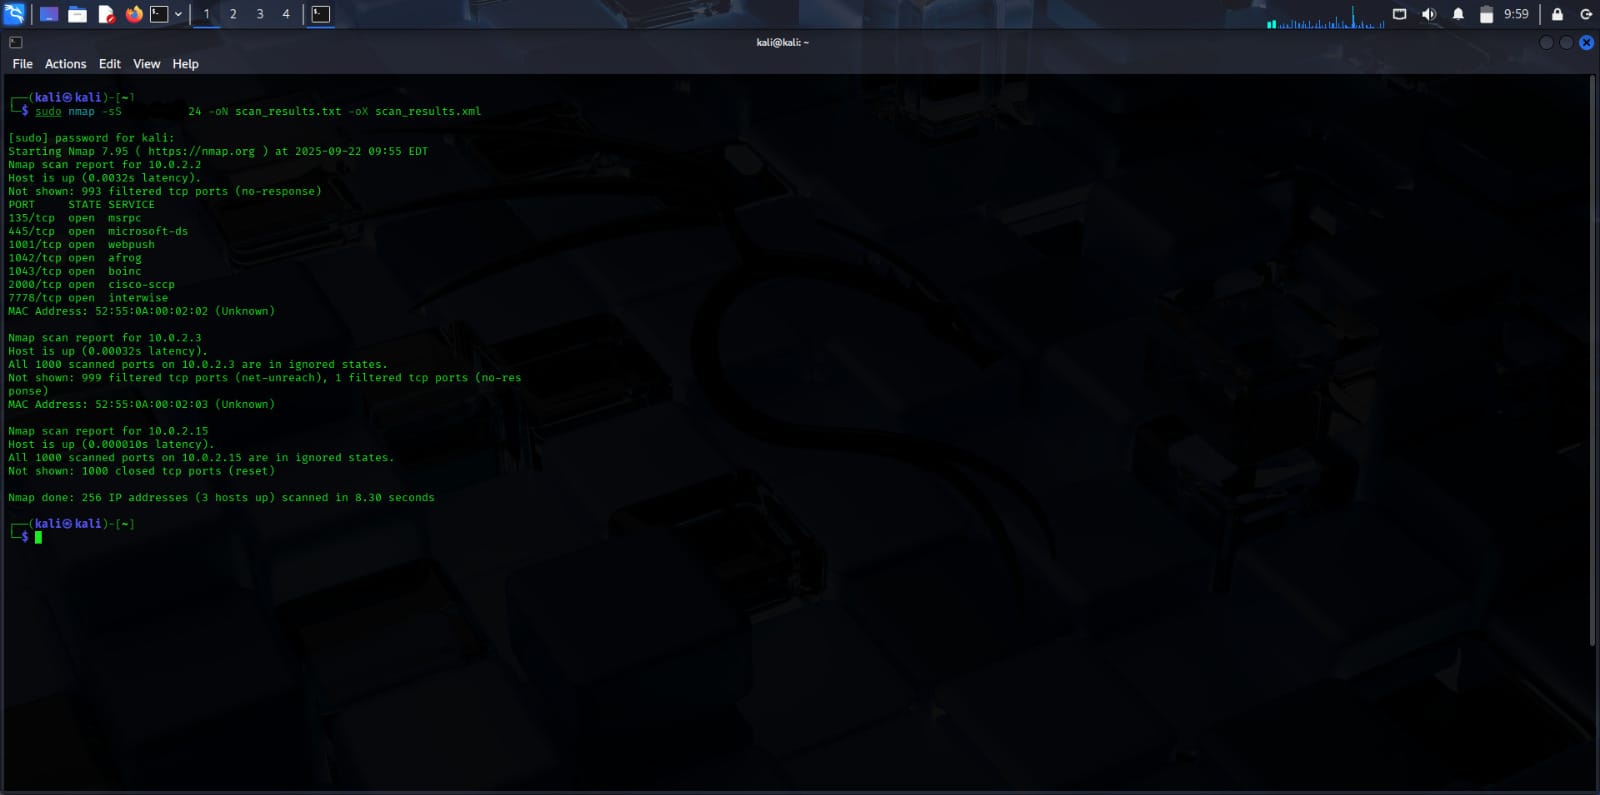 1 2 3 4 9:59
kali@kali: ~
File Actions Edit View Help
┌──(kali㉿kali)-[~]
└─$ sudo nmap -sS 24 -oN scan_results.txt -oX scan_results.xml
[sudo] password for kali:
Starting Nmap 7.95 ( https://nmap.org ) at 2025-09-22 09:55 EDT
Nmap scan report for 10.0.2.2
Host is up (0.0032s latency).
Not shown: 993 filtered tcp ports (no-response)
PORT     STATE SERVICE
135/tcp  open  msrpc
445/tcp  open  microsoft-ds
1001/tcp open  webpush
1042/tcp open  afrog
1043/tcp open  boinc
2000/tcp open  cisco-sccp
7778/tcp open  interwise
MAC Address: 52:55:0A:00:02:02 (Unknown)
Nmap scan report for 10.0.2.3
Host is up (0.00032s latency).
All 1000 scanned ports on 10.0.2.3 are in ignored states.
Not shown: 999 filtered tcp ports (net-unreach), 1 filtered tcp ports (no-res
ponse)
MAC Address: 52:55:0A:00:02:03 (Unknown)
Nmap scan report for 10.0.2.15
Host is up (0.000010s latency).
All 1000 scanned ports on 10.0.2.15 are in ignored states.
Not shown: 1000 closed tcp ports (reset)
Nmap done: 256 IP addresses (3 hosts up) scanned in 8.30 seconds
┌──(kali㉿kali)-[~]
└─$